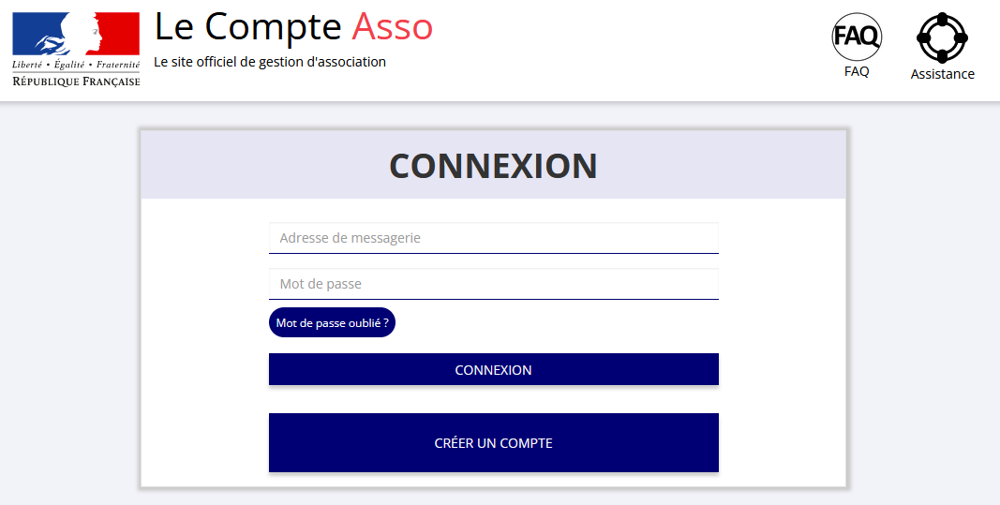 Le Compte Asso
Le site officiel de gestion d'association
Liberté • Égalité • Fraternité
RÉPUBLIQUE FRANÇAISE
FAQ
FAQ
Assistance
CONNEXION
Adresse de messagerie
Mot de passe
Mot de passe oublié ?
CONNEXION
CRÉER UN COMPTE